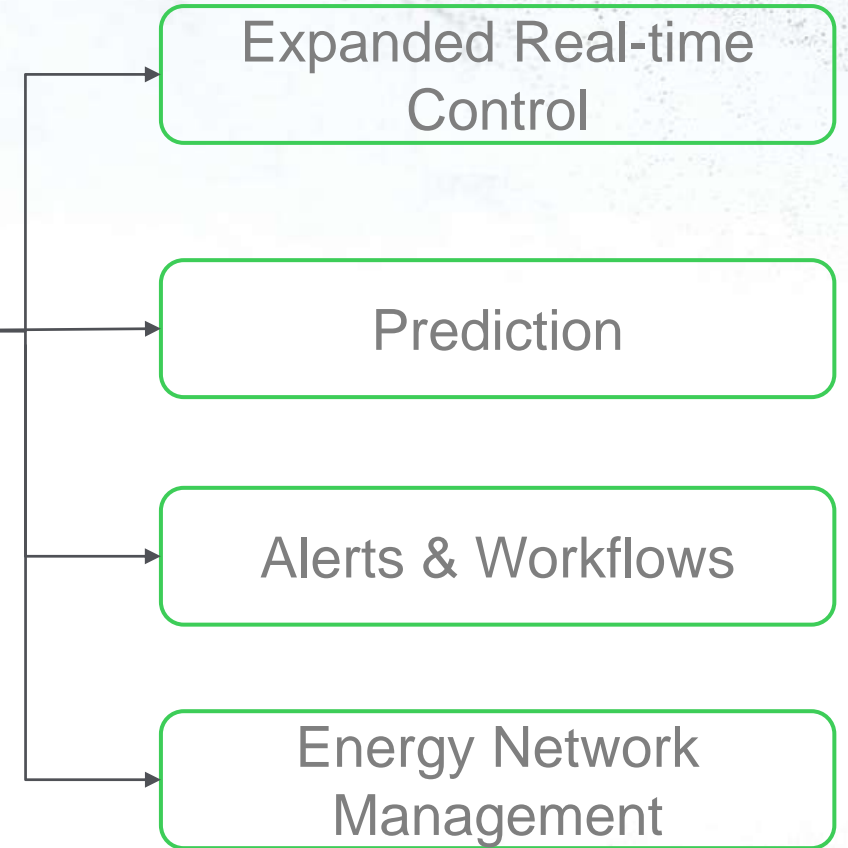 Expanded Real-time
Control
Prediction
Alerts & Workflows
Energy Network
Management